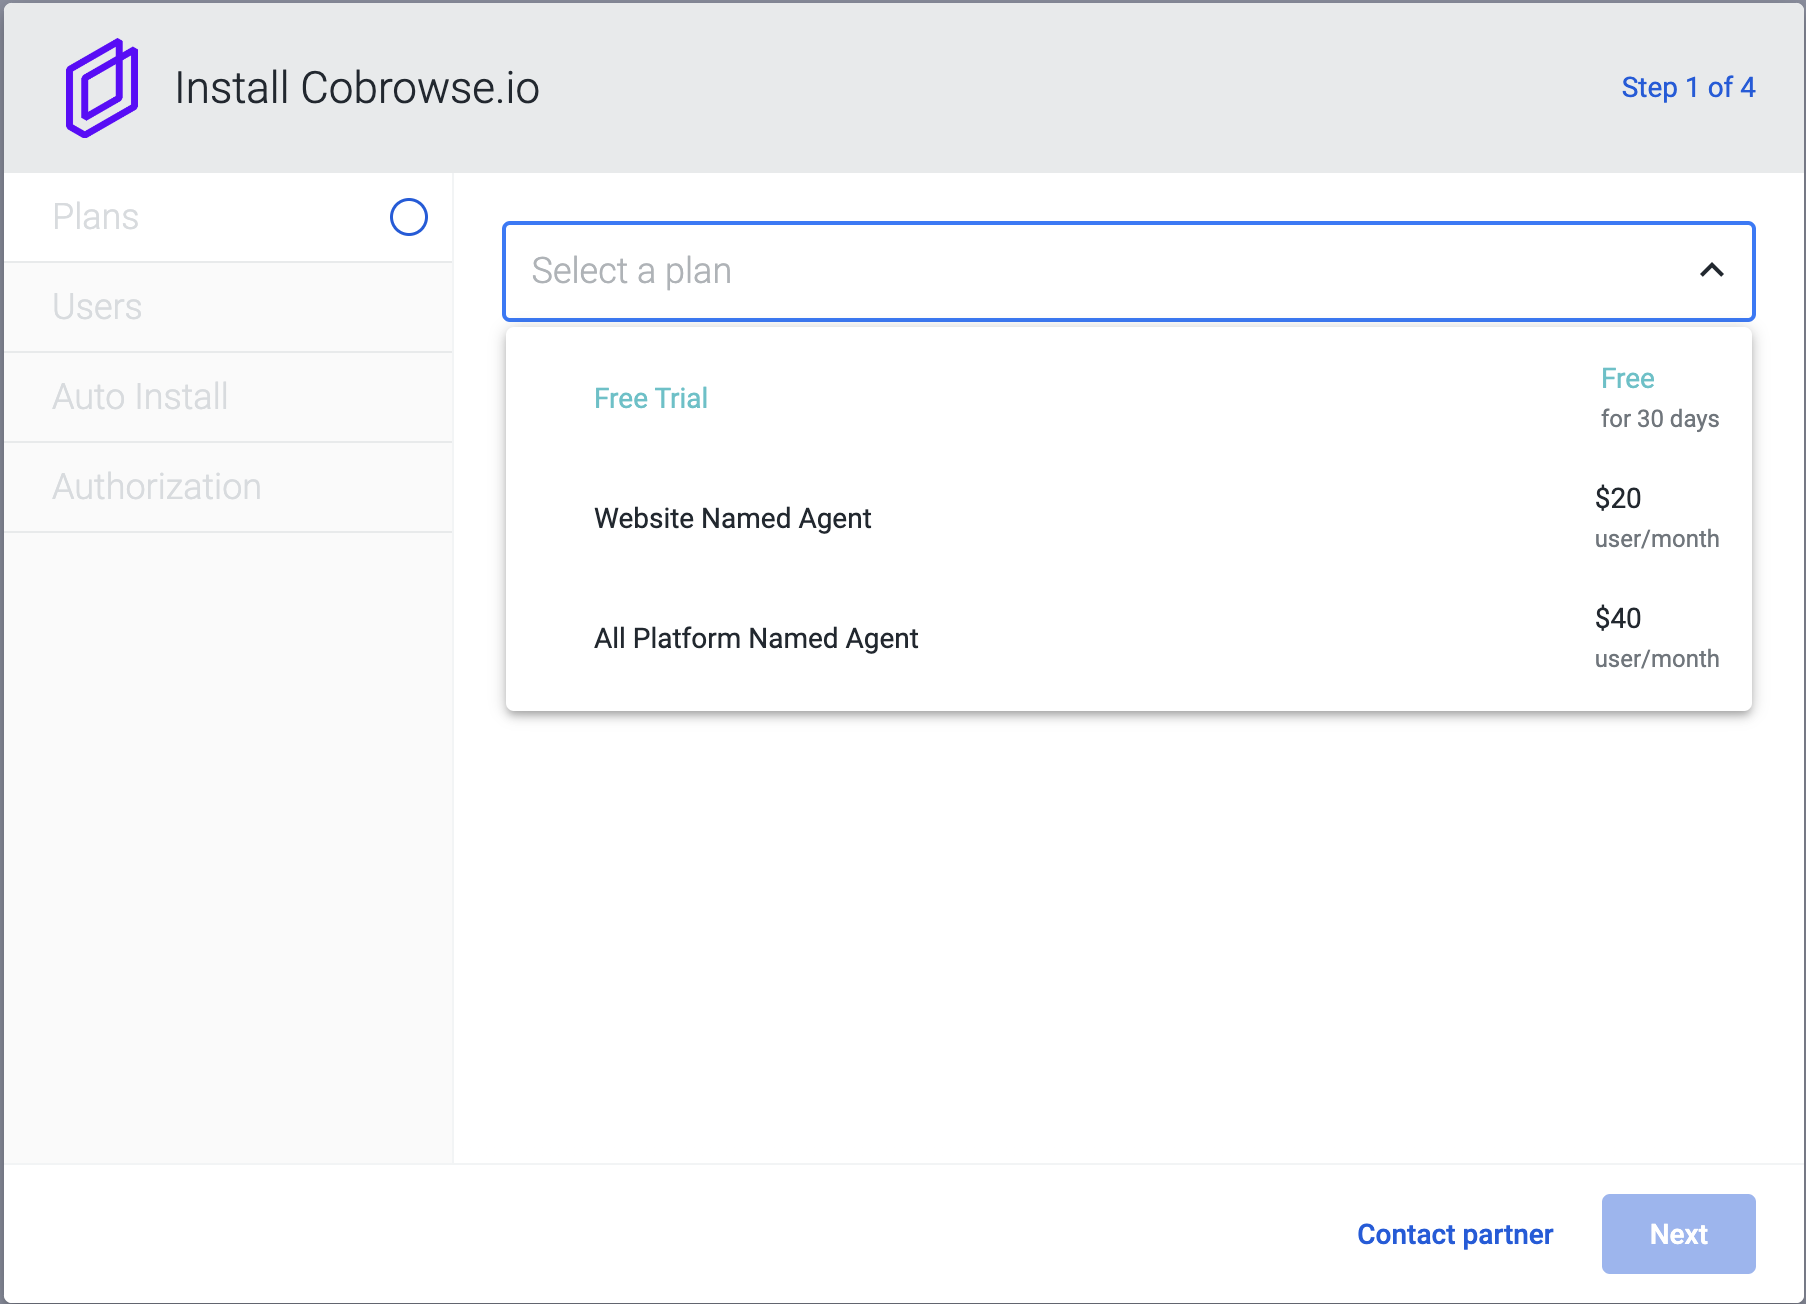 Install Cobrowse.io
Step 1 of 4
Plans
Users
Auto Install
Authorization
Select a plan
Free Trial
Free
for 30 days
Website Named Agent
$20
user/month
All Platform Named Agent
$40
user/month
Contact partner
Next